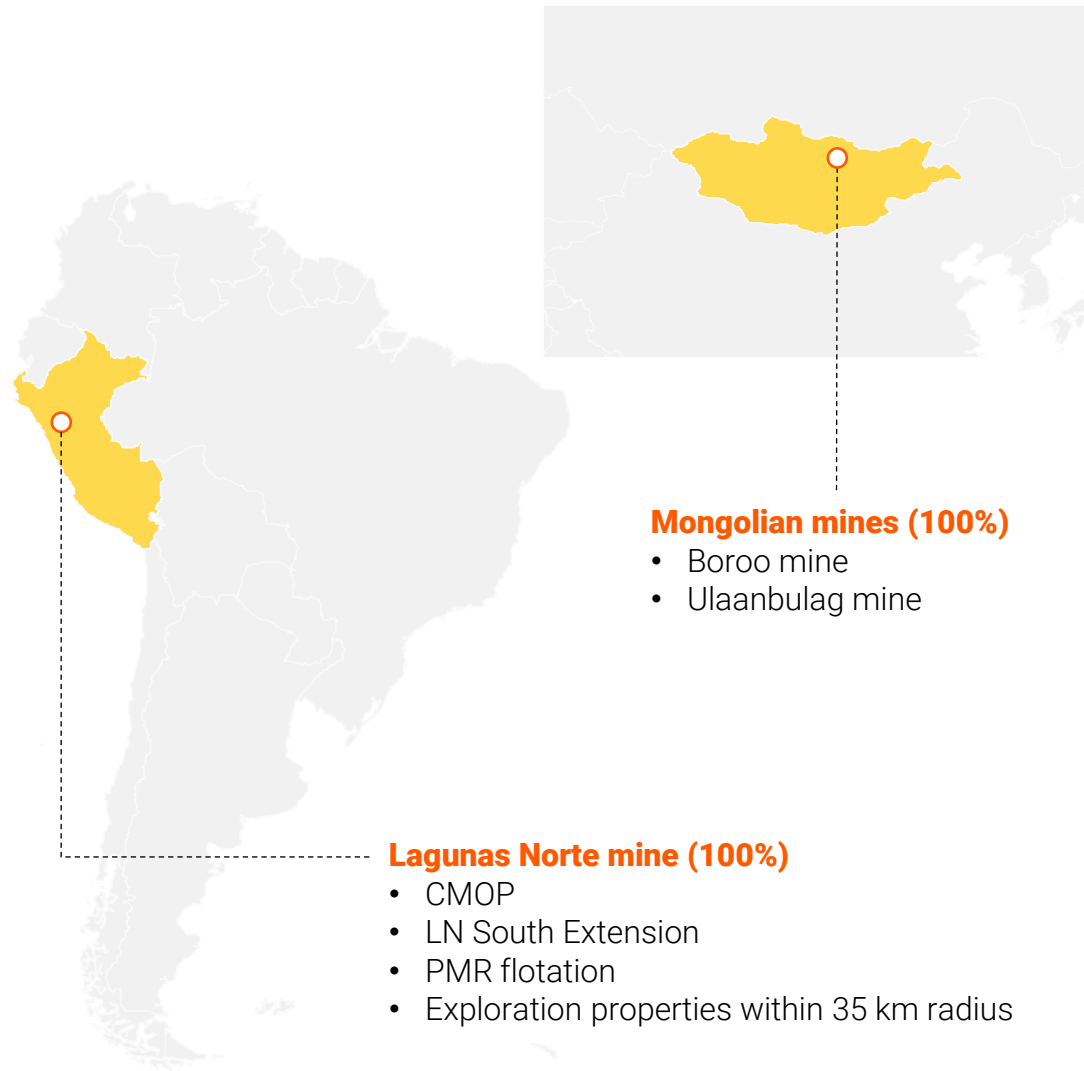 Mongolian mines (100%)
• Boroo mine
• Ulaanbulag mine
Lagunas Norte mine (100%)
• CMOP
• LN South Extension
• PMR flotation
• Exploration properties within 35 km radius